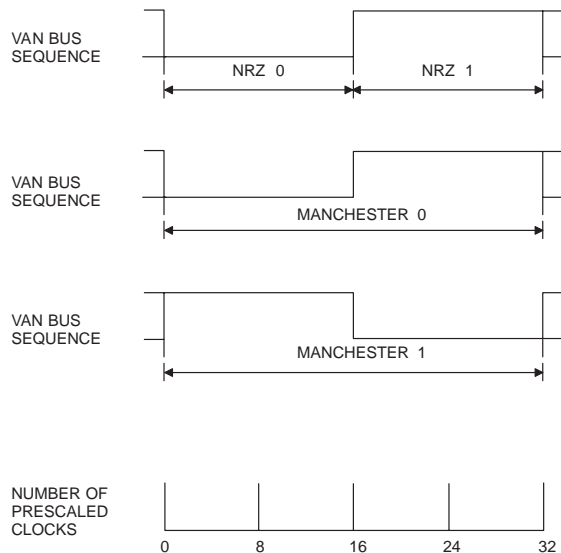 VAN BUS
SEQUENCE
NRZ 0
NRZ 1
VAN BUS
SEQUENCE
MANCHESTER 0
VAN BUS
SEQUENCE
MANCHESTER 1
NUMBER OF
PRESCALED
CLOCKS
0 8 16 24 32